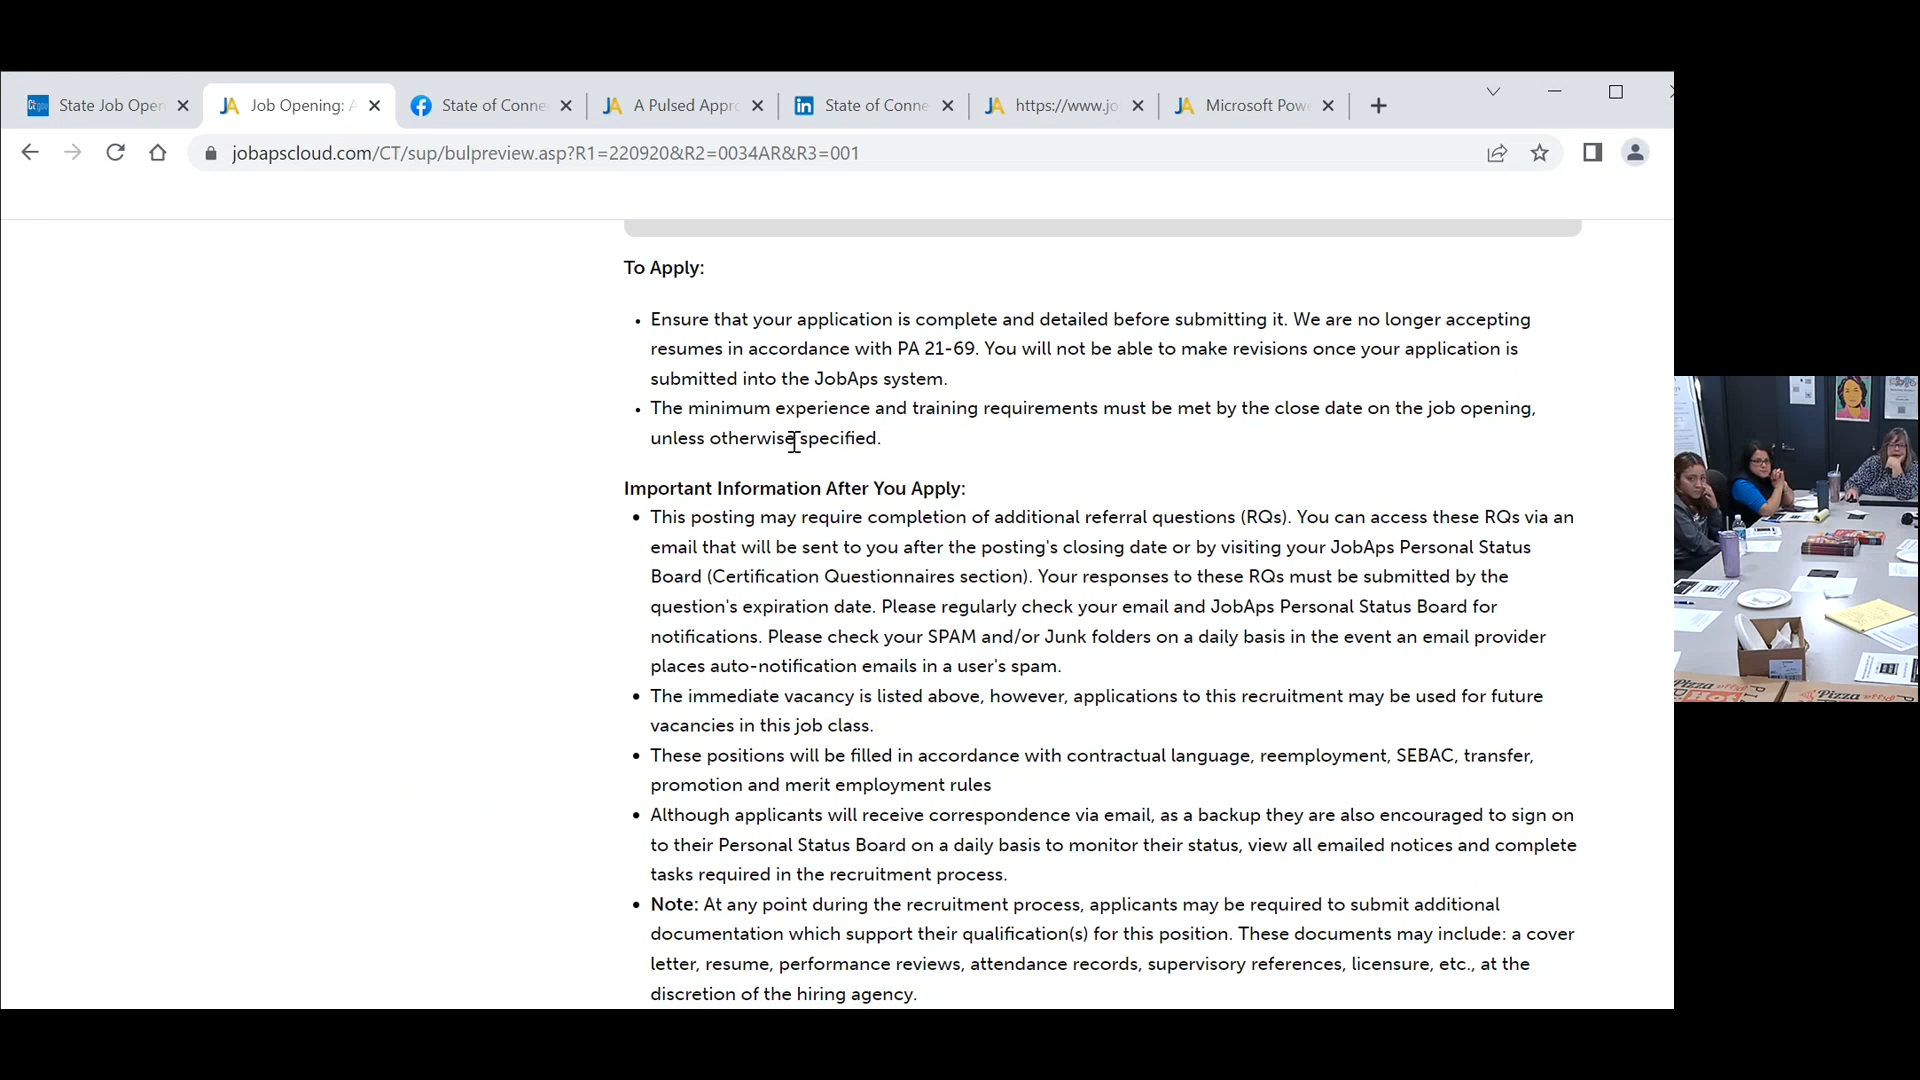 State Job Open
Job Opening: A
State of Conne
A Pulsed Appro
State of Conne
https://www.jo
Microsoft Powe
jobapscloud.com/CT/sup/bulpreview.asp?R1=220920&R2=0034AR&R3=001
To Apply:
• Ensure that your application is complete and detailed before submitting it. We are no longer accepting
resumes in accordance with PA 21-69. You will not be able to make revisions once your application is
submitted into the JobAps system.
• The minimum experience and training requirements must be met by the close date on the job opening,
unless otherwise specified.
Important Information After You Apply:
• This posting may require completion of additional referral questions (RQs). You can access these RQs via an
email that will be sent to you after the posting's closing date or by visiting your JobAps Personal Status
Board (Certification Questionnaires section). Your responses to these RQs must be submitted by the
question's expiration date. Please regularly check your email and JobAps Personal Status Board for
notifications. Please check your SPAM and/or Junk folders on a daily basis in the event an email provider
places auto-notification emails in a user's spam.
• The immediate vacancy is listed above, however, applications to this recruitment may be used for future
vacancies in this job class.
• These positions will be filled in accordance with contractual language, reemployment, SEBAC, transfer,
promotion and merit employment rules
• Although applicants will receive correspondence via email, as a backup they are also encouraged to sign on
to their Personal Status Board on a daily basis to monitor their status, view all emailed notices and complete
tasks required in the recruitment process.
• Note: At any point during the recruitment process, applicants may be required to submit additional
documentation which support their qualification(s) for this position. These documents may include: a cover
letter, resume, performance reviews, attendance records, supervisory references, licensure, etc., at the
discretion of the hiring agency.
Pizza
Hot
Pizza